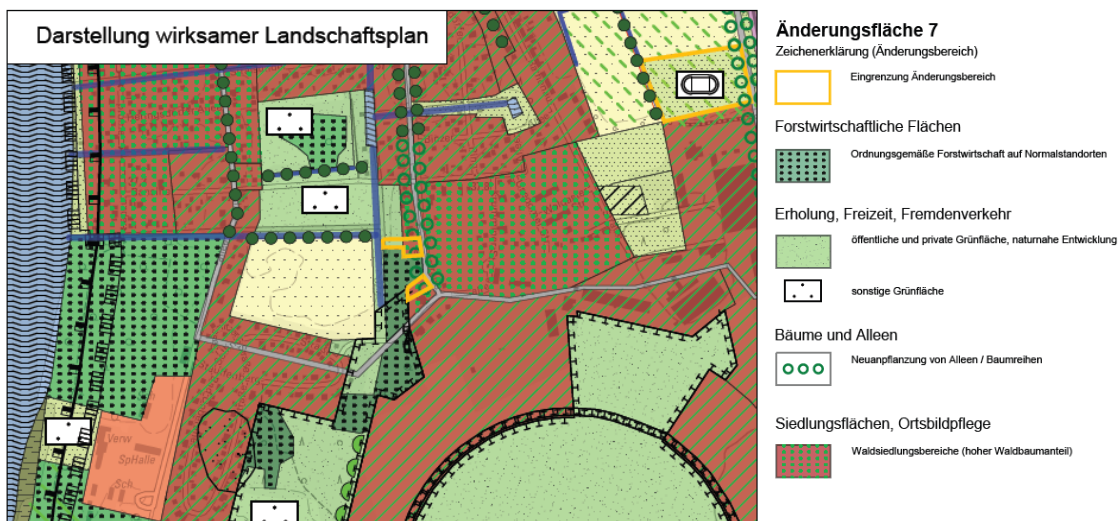 Darstellung wirksamer Landschaftsplan
Verw
SpHalle
Sch.
Änderungsfläche 7
Zeichenerklärung (Änderungsbereich)
Eingrenzung Änderungsbereich
Forstwirtschaftliche Flächen
Ordnungsgemäße Forstwirtschaft auf Normalstandorten
Erholung, Freizeit, Fremdenverkehr
öffentliche und private Grünfläche, naturnahe Entwicklung
sonstige Grünfläche
Bäume und Alleen
Neuanpflanzung von Alleen / Baumreihen
Siedlungsflächen, Ortsbildpflege
Waldsiedlungsbereiche (hoher Waldbaumanteil)